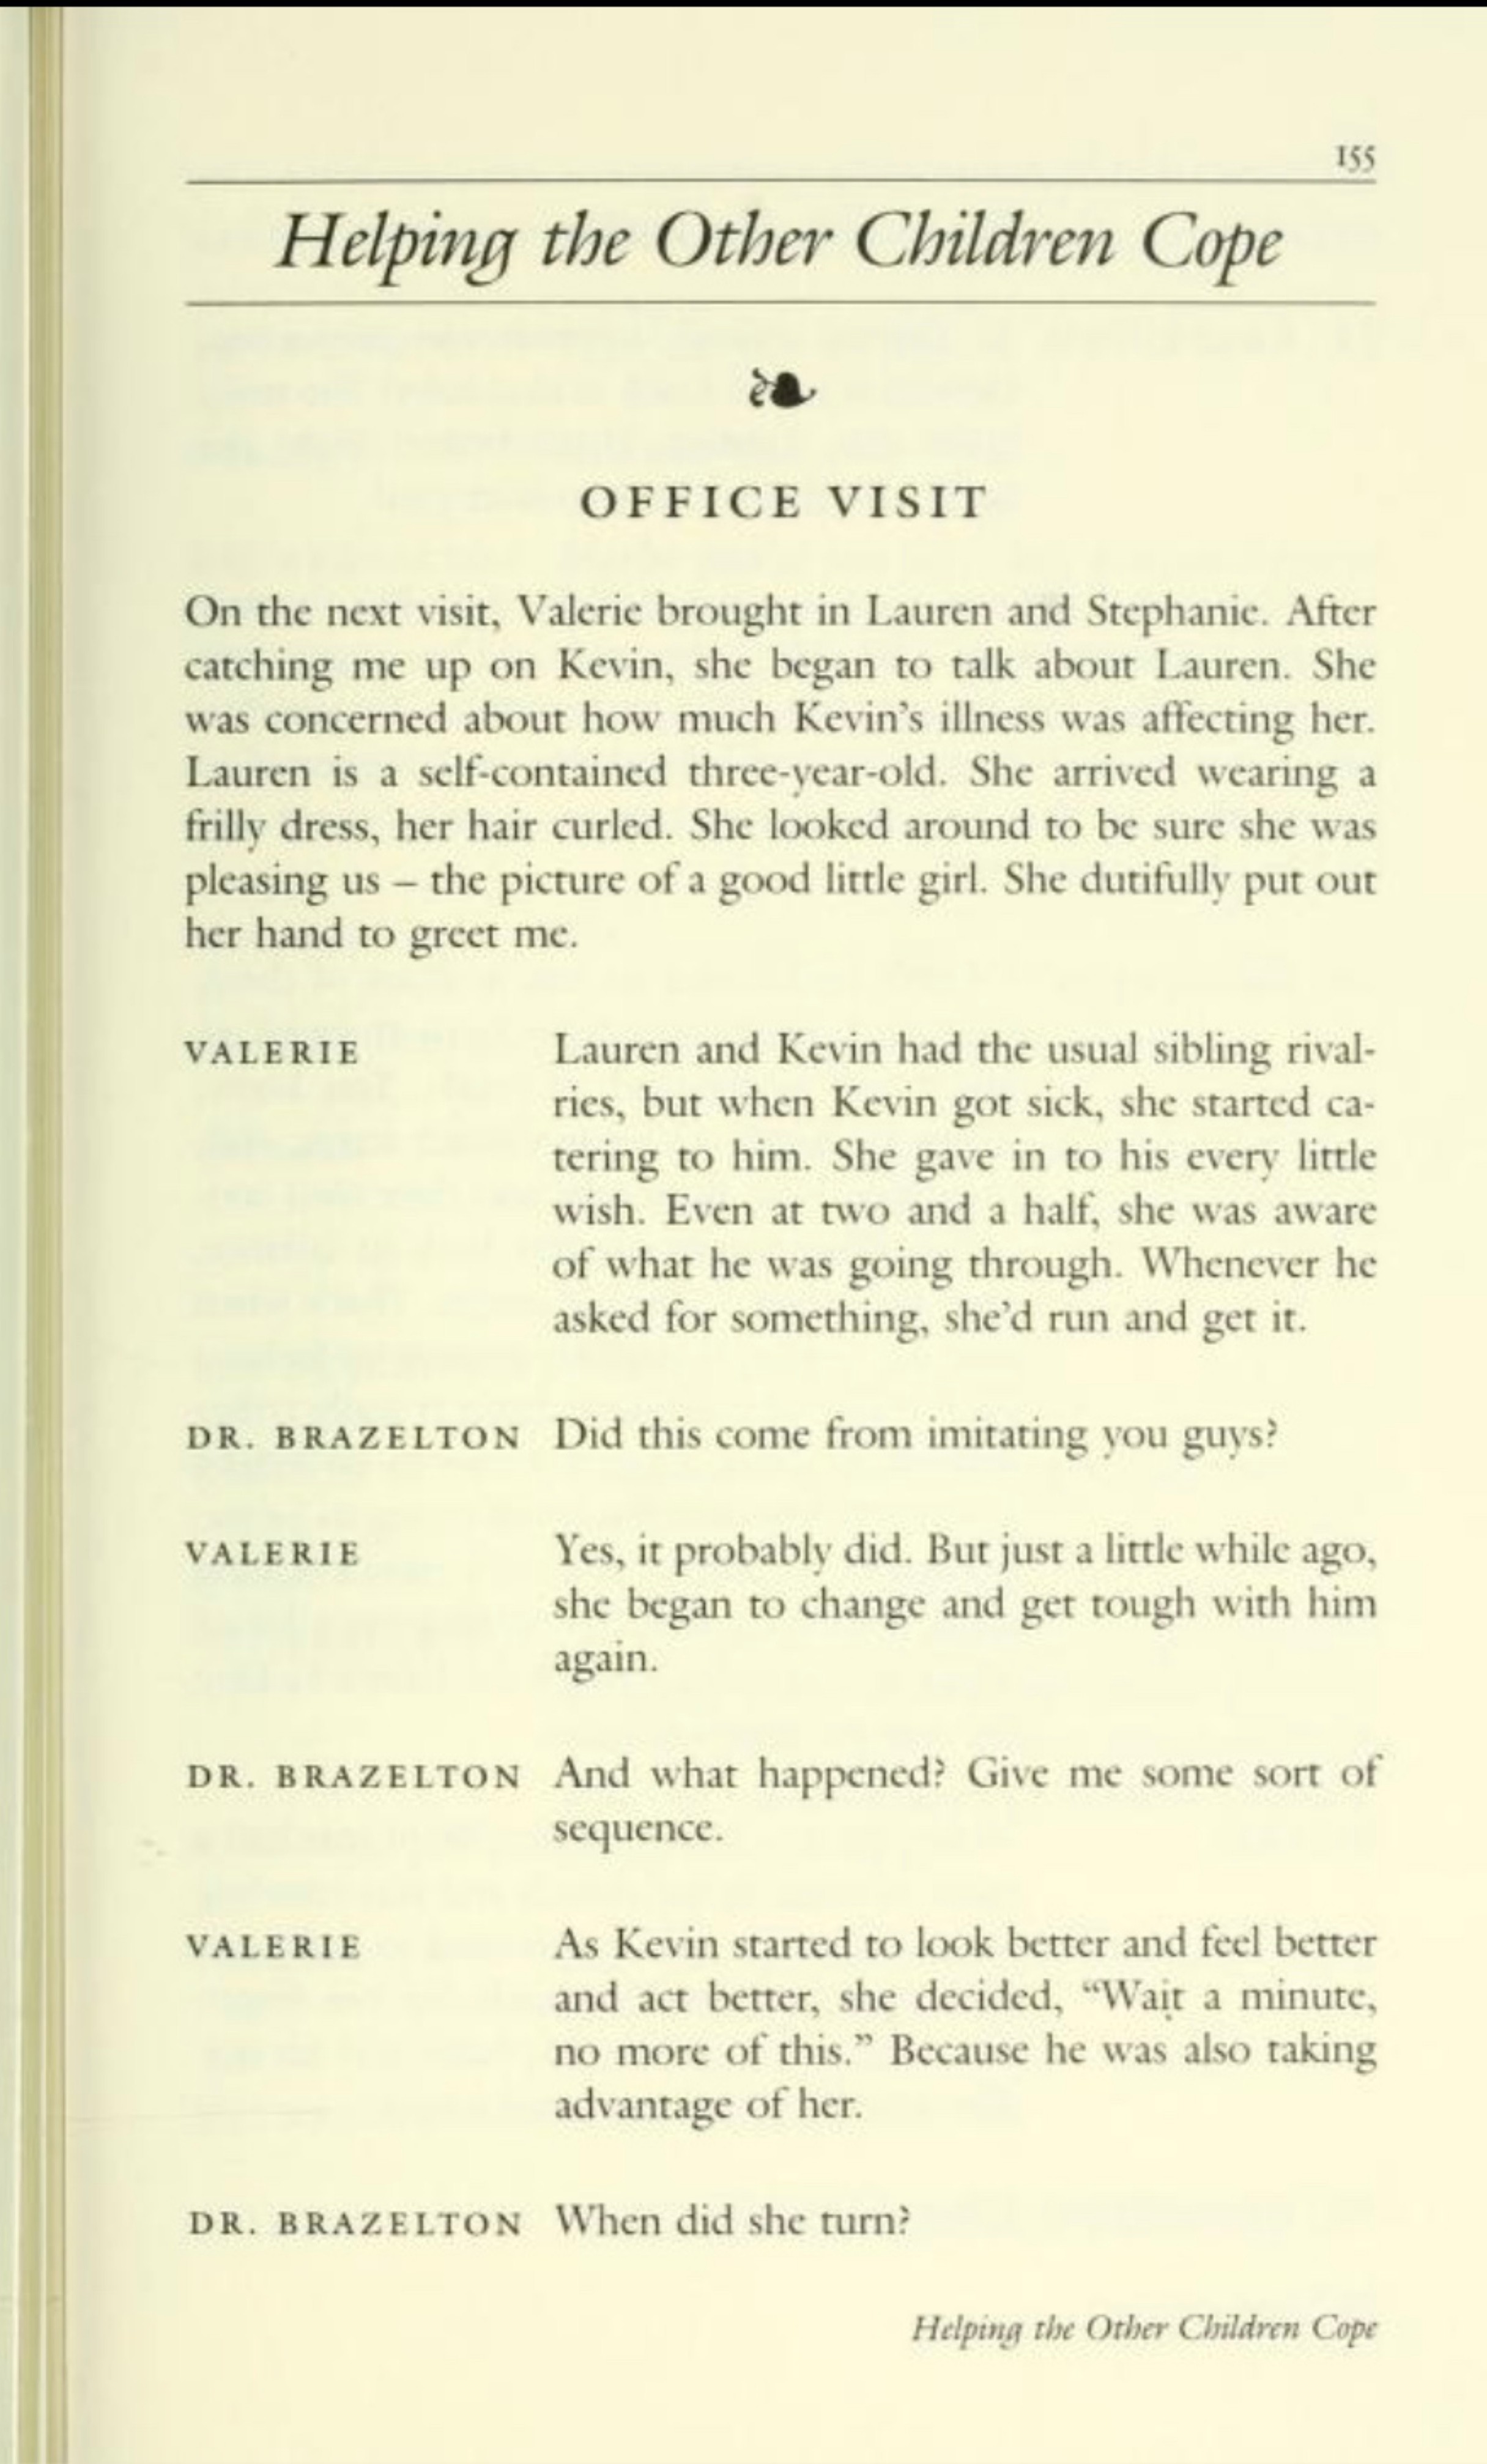 155
Helping the Other Children Cope
OFFICE VISIT
On the next visit, Valerie brought in Lauren and Stephanie. After
catching me up on Kevin, she began to talk about Lauren. She
was concerned about how much Kevin's illness was affecting her.
Lauren is a self-contained three-year-old. She arrived wearing a
frilly dress, her hair curled. She looked around to be sure she was
pleasing us – the picture of a good little girl. She dutifully put out
her hand to greet me.
VALERIE Lauren and Kevin had the usual sibling rival-
ries, but when Kevin got sick, she started ca-
tering to him. She gave in to his every little
wish. Even at two and a half, she was aware
of what he was going through. Whenever he
asked for something, she'd run and get it.
DR. BRAZELTON Did this come from imitating you guys?
VALERIE Yes, it probably did. But just a little while ago,
she began to change and get tough with him
again.
DR. BRAZELTON And what happened? Give me some sort of
sequence.
VALERIE As Kevin started to look better and feel better
and act better, she decided, “Wait a minute,
no more of this.” Because he was also taking
advantage of her.
DR. BRAZELTON When did she turn?
Helping the Other Children Cope